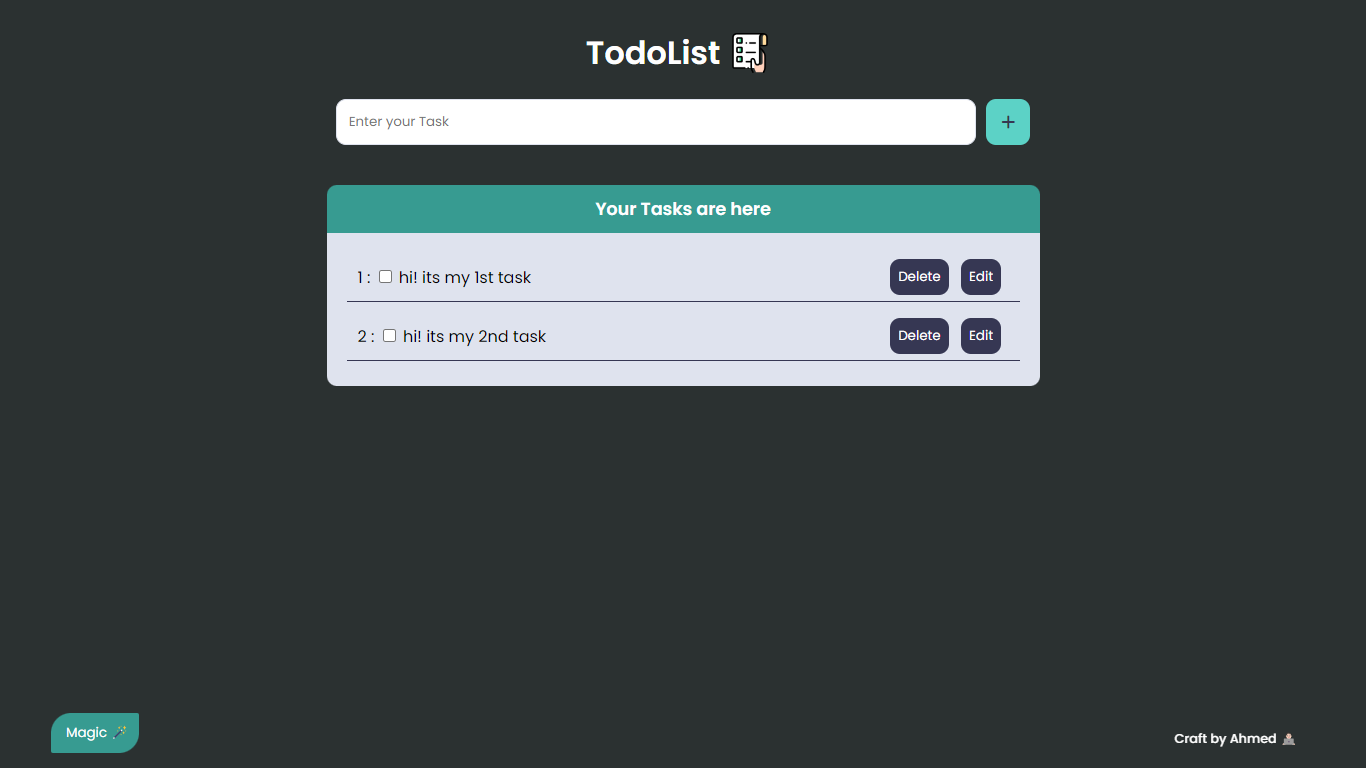 TodoList
Enter your Task
+
Your Tasks are here
1 : hi! its my 1st task Delete Edit
2 : hi! its my 2nd task Delete Edit
Magic
Craft by Ahmed